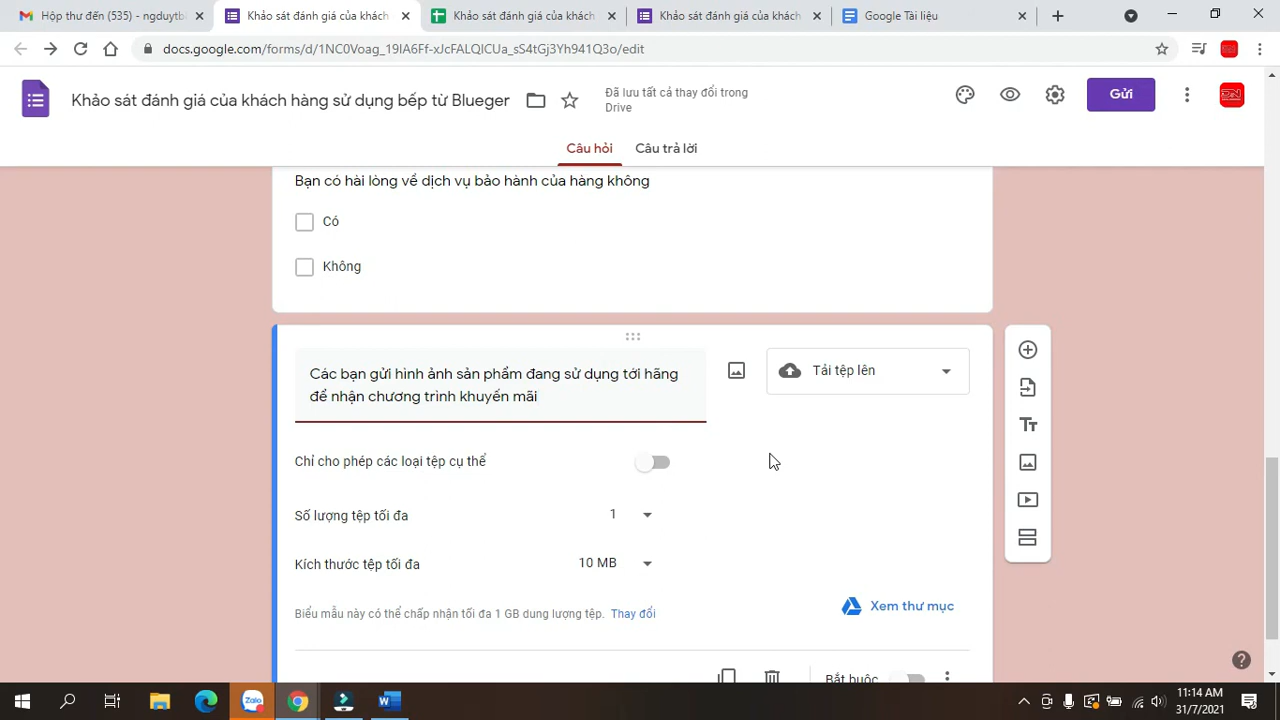 Hộp thư đến (535) - ngduytb
Khảo sát đánh giá của khách
Khảo sát đánh giá của khách
Khảo sát đánh giá của khách
Google Tài liệu
docs.google.com/forms/d/1NC0Voag_19IA6Ff-xJcFALQICUa_sS4tGj3Yh941Q3o/edit
Khảo sát đánh giá của khách hàng sử dụng bếp từ Blueger
Đã lưu tất cả thay đổi trong
Drive
Gửi
Câu hỏi
Câu trả lời
Bạn có hài lòng về dịch vụ bảo hành của hàng không
Có
Không
Các bạn gửi hình ảnh sản phẩm đang sử dụng tới hãng
để nhận chương trình khuyến mãi
Tải tệp lên
Chỉ cho phép các loại tệp cụ thể
Số lượng tệp tối đa
1
Kích thước tệp tối đa
10 MB
Biểu mẫu này có thể chấp nhận tối đa 1 GB dung lượng tệp. Thay đổi
Xem thư mục
Bắt buộc
Zalo
11:14 AM
31/7/2021